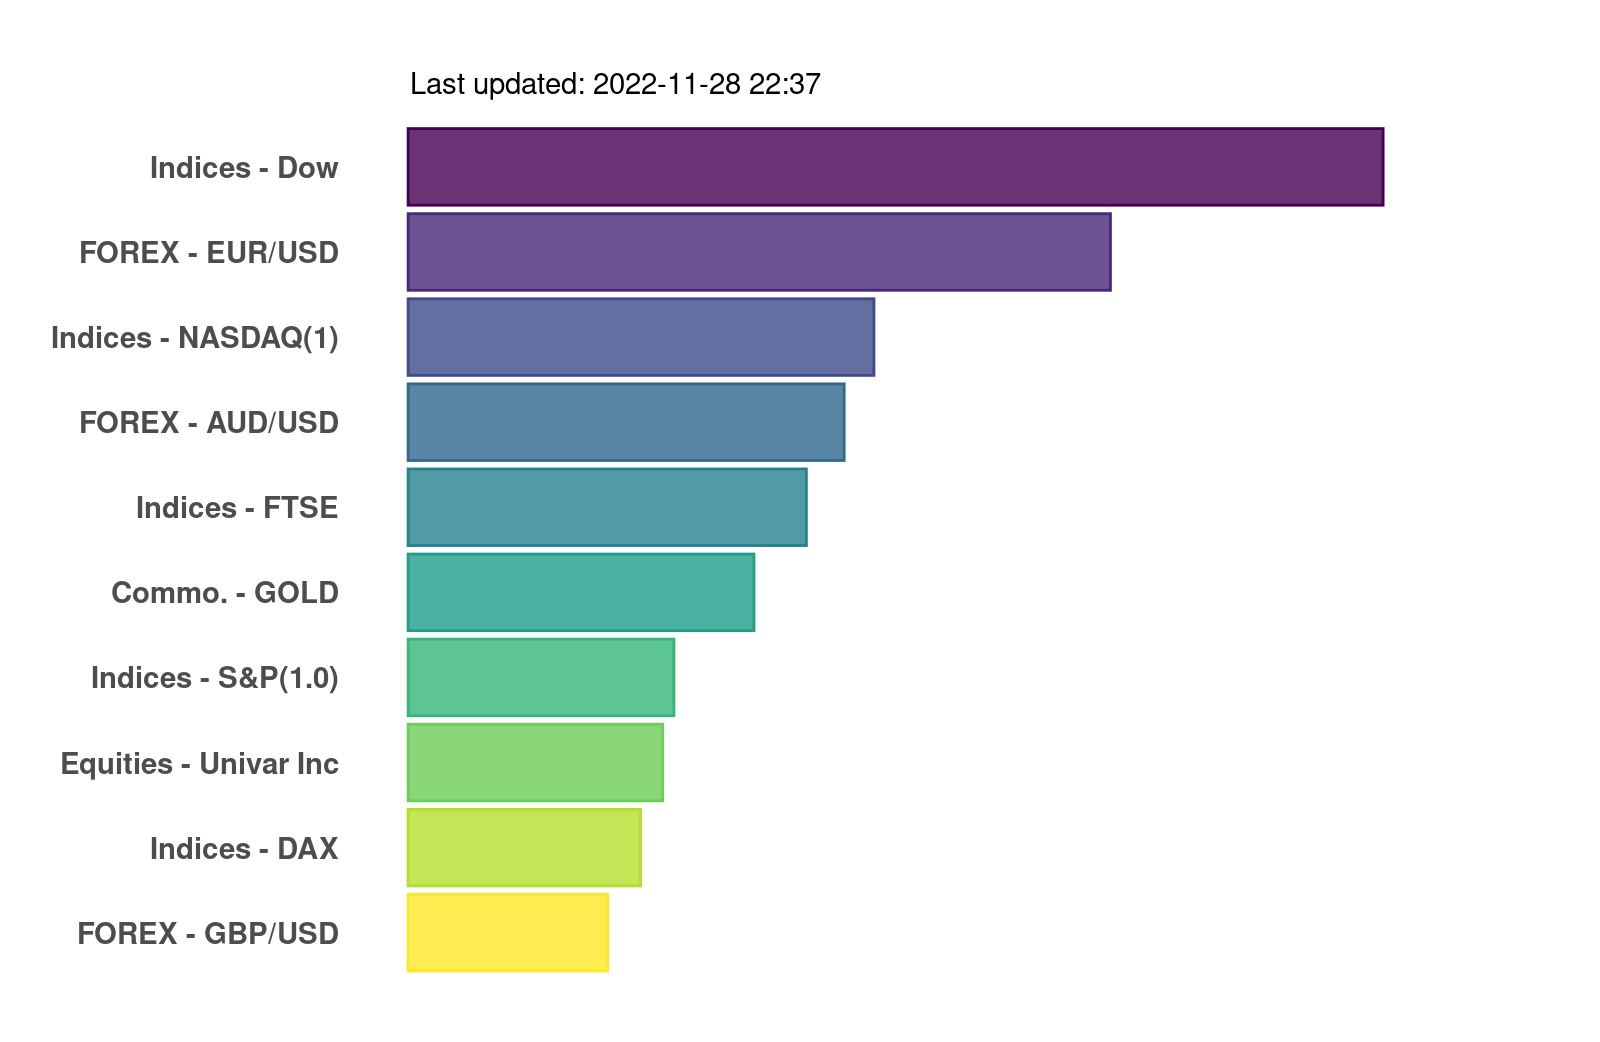 Last updated: 2022-11-28 22:37
Indices - Dow
FOREX - EUR/USD
Indices - NASDAQ(1)
FOREX - AUD/USD
Indices - FTSE
Commo. - GOLD
Indices - S&P(1.0)
Equities - Univar Inc
Indices - DAX
FOREX - GBP/USD